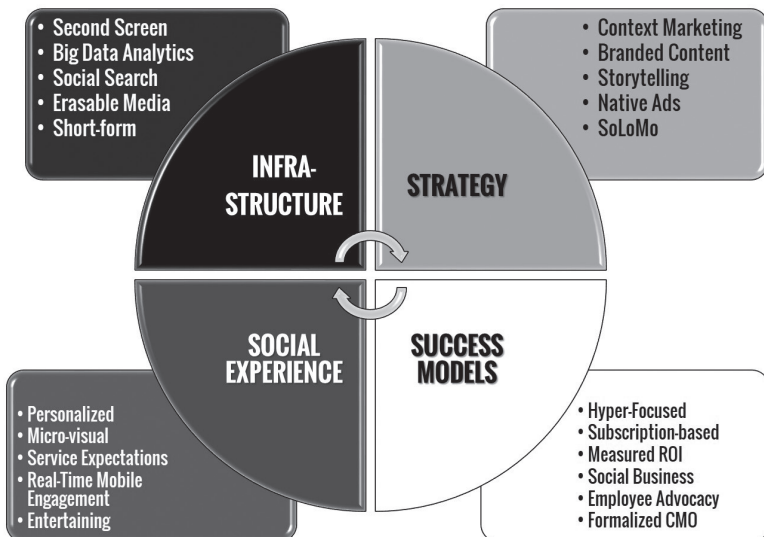 • Second Screen
• Big Data Analytics
• Social Search
• Erasable Media
• Short-form
• Context Marketing
• Branded Content
• Storytelling
• Native Ads
• SoLoMo
INFRA-
STRUCTURE
STRATEGY
SOCIAL
EXPERIENCE
SUCCESS
MODELS
• Personalized
• Micro-visual
• Service Expectations
• Real-Time Mobile
Engagement
• Entertaining
• Hyper-Focused
• Subscription-based
• Measured ROI
• Social Business
• Employee Advocacy
• Formalized CMO